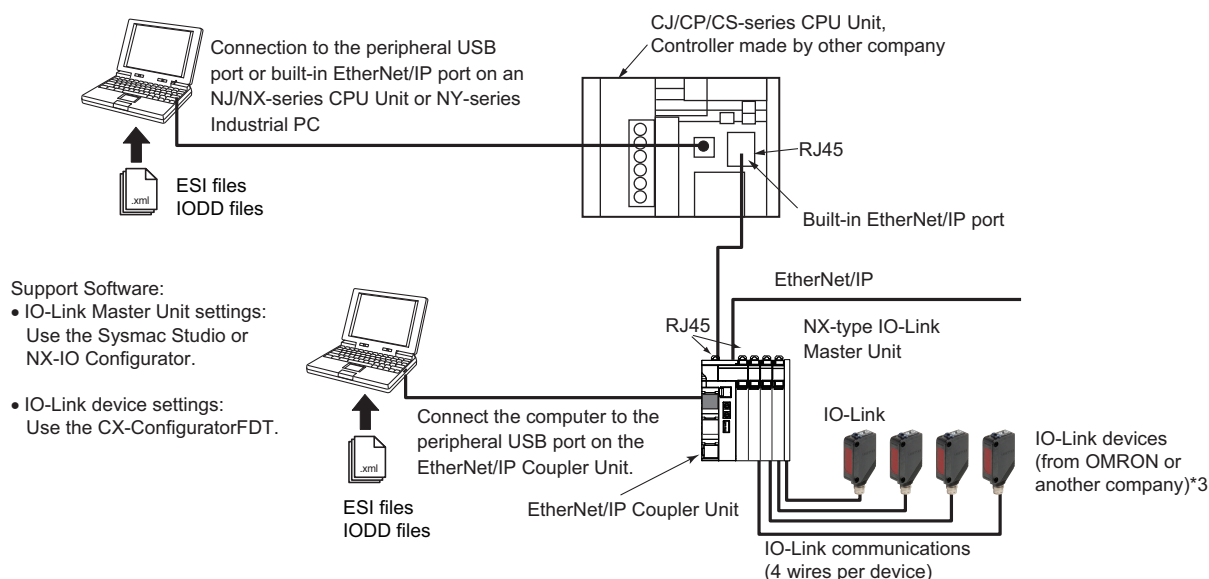 CJ/CP/CS-series CPU Unit,
Controller made by other company
Connection to the peripheral USB
port or built-in EtherNet/IP port on an
NJ/NX-series CPU Unit or NY-series
Industrial PC
RJ45
.xml
ESI files
IODD files
Built-in EtherNet/IP port
EtherNet/IP
Support Software:
• IO-Link Master Unit settings:
Use the Sysmac Studio or
NX-IO Configurator.
• IO-Link device settings:
Use the CX-ConfiguratorFDT.
RJ45
NX-type IO-Link
Master Unit
Connect the computer to the
peripheral USB port on the
EtherNet/IP Coupler Unit.
IO-Link
IO-Link devices
(from OMRON or
another company)*3
.xml
ESI files
IODD files
EtherNet/IP Coupler Unit
IO-Link communications
(4 wires per device)